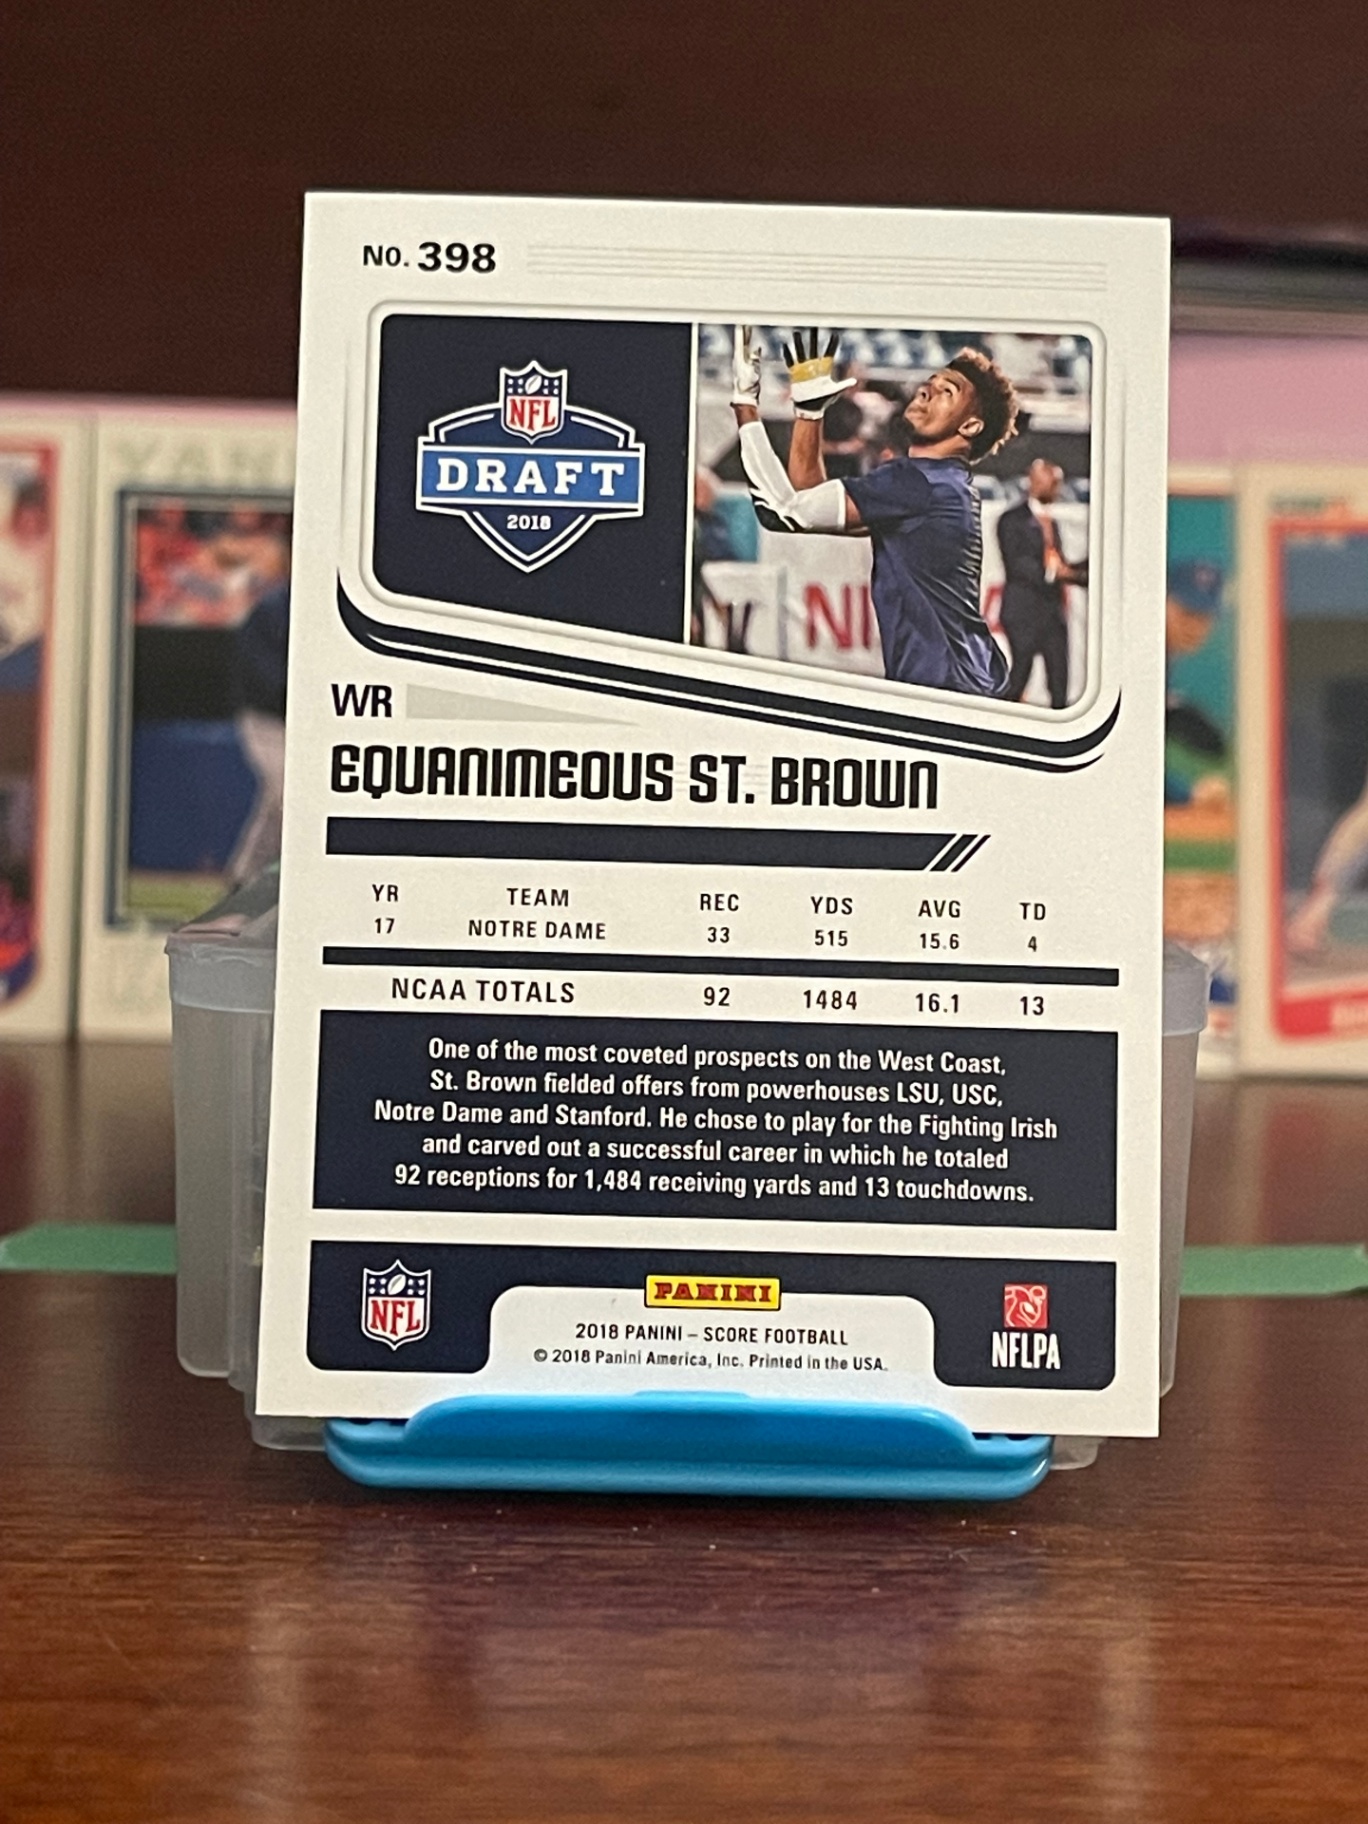 NO. 398
NFL
DRAFT
2018
NI
WR
EQUANIMEOUS ST. BROWN
YR TEAM REC YDS AVG TD
17 NOTRE DAME 33 515 15.6 4
NCAA TOTALS 92 1484 16.1 13
One of the most coveted prospects on the West Coast,
St. Brown fielded offers from powerhouses LSU, USC,
Notre Dame and Stanford. He chose to play for the Fighting Irish
and carved out a successful career in which he totaled
92 receptions for 1,484 receiving yards and 13 touchdowns.
NFL
PANINI
2018 PANINI – SCORE FOOTBALL
© 2018 Panini America, Inc. Printed in the USA.
NFLPA